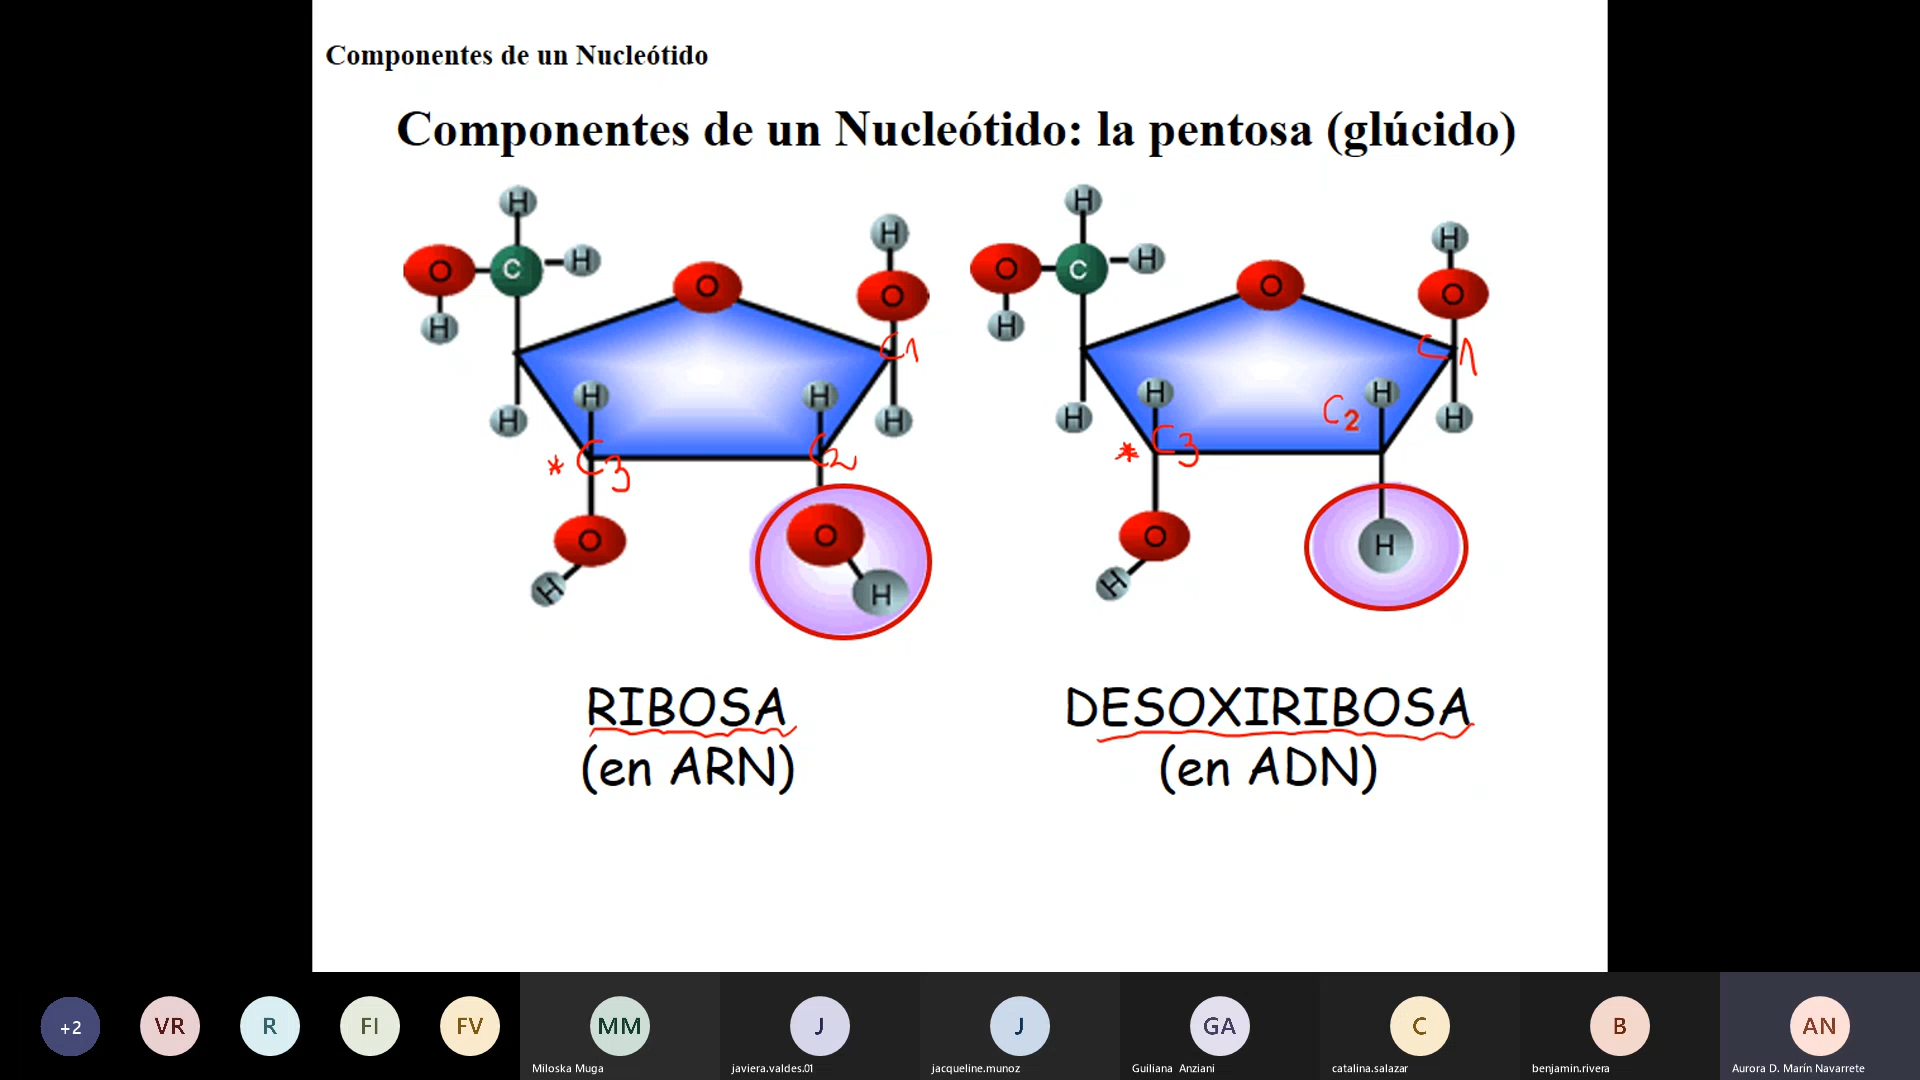 Componentes de un Nucleótido
Componentes de un Nucleótido: la pentosa (glúcido)
H H
H H
O C H O C H
O O
O O
H H
C1 C1
H H H H
C2
H H H H
* C3 C2 * C3
O O O H
H H H
RIBOSA DESOXIRIBOSA
(en ARN) (en ADN)
+2 VR R FI FV MM J J GA C B AN
Miloska Muga javiera.valdes.01 jacqueline.munoz Guiliana Anziani catalina.salazar benjamin.rivera Aurora D. Marín Navarrete